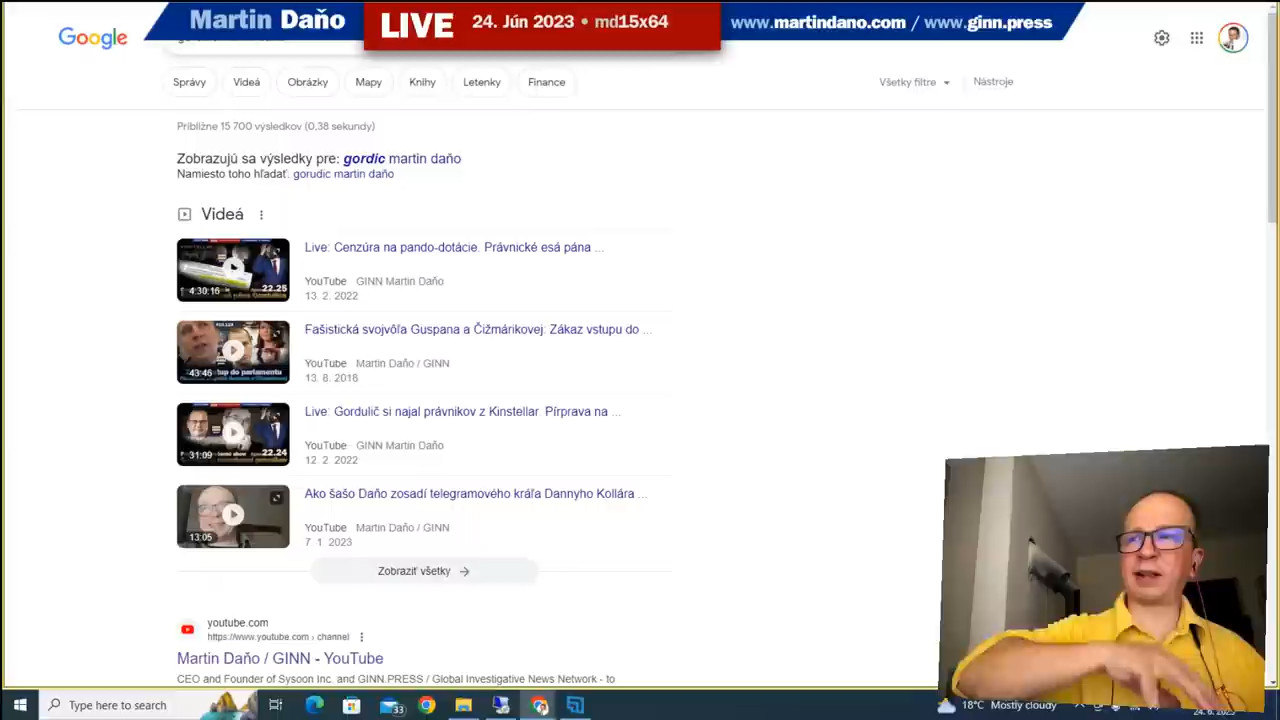 Martin Daňo
LIVE
24. Jún 2023 • md15x64
www.martindano.com / www.ginn.press
Google
Správy
Videá
Obrázky
Mapy
Knihy
Letenky
Finance
Všetky filtre
Nástroje
Približne 15 700 výsledkov (0,38 sekundy)
Zobrazujú sa výsledky pre: gordic martin daňo
Namiesto toho hľadať: gorudic martin daňo
Videá
Live: Cenzúra na pando-dotácie. Právnické esá pána ...
YouTube GINN Martin Daňo
13. 2. 2022
4:30:16
22.25
Fašistická svojvôľa Guspana a Čižmárikovej: Zákaz vstupu do ...
YouTube Martin Daňo / GINN
13. 8. 2018
43:46
Live: Gordulič si najal právnikov z Kinstellar. Pírprava na ...
YouTube GINN Martin Daňo
12. 2. 2022
31:09
22.24
Ako šašo Daňo zosadí telegramového kráľa Dannyho Kollára ...
YouTube Martin Daňo / GINN
7. 1. 2023
13:05
Zobraziť všetky
youtube.com
https://www.youtube.com › channel
Martin Daňo / GINN - YouTube
CEO and Founder of Sysoon Inc. and GINN.PRESS / Global Investigative News Network - to
Type here to search
33
18°C Mostly cloudy